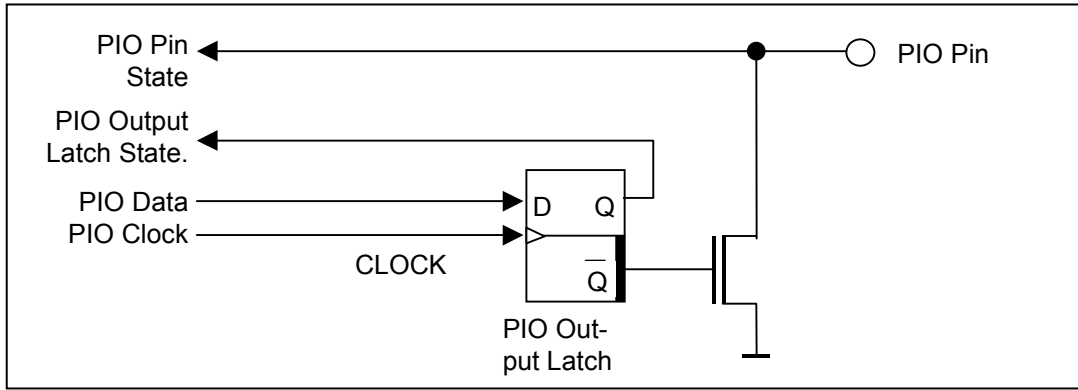 PIO Pin
State
PIO Pin
PIO Output
Latch State.
PIO Data
D
Q
PIO Clock
CLOCK
Q̅
PIO Out-
put Latch